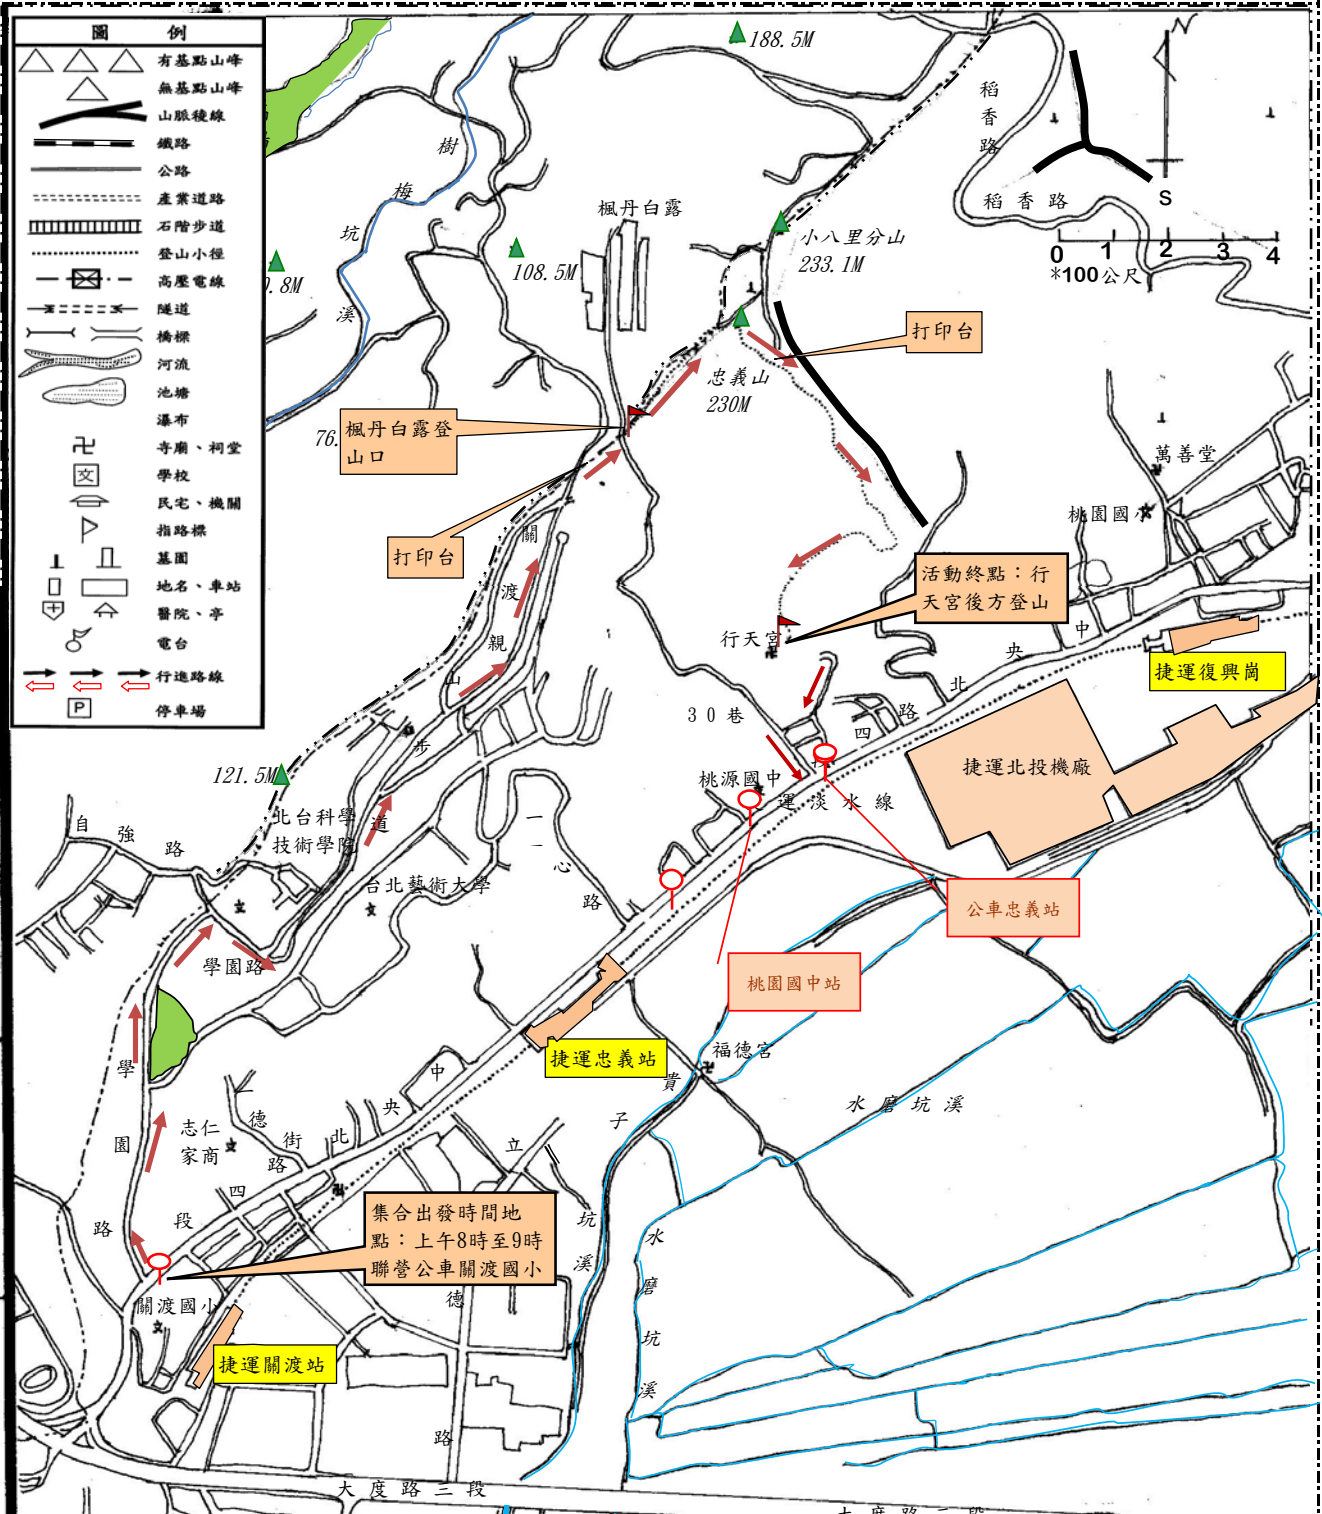 圖 例
有基點山峰
無基點山峰
山脈稜線
鐵路
公路
產業道路
石階步道
登山小徑
高壓電線
隧道
橋樑
河流
池塘
瀑布
寺廟、祠堂
學校
文
民宅、機關
指路標
墓園
地名、車站
醫院、亭
電台
行進路線
停車場
P
188.5M
N
S
0 1 2 3 4
*100公尺
稻香路
稻香路
樹梅坑溪
楓丹白露
小八里分山
233.1M
108.5M
0.8M
打印台
忠義山
230M
76.
楓丹白露登
山口
打印台
萬善堂
桃園國小
活動終點：行
天宮後方登山
行天宮
捷運復興崗
關渡親山步道
中央北路四段
30巷
捷運北投機廠
桃源國中
捷運淡水線
121.5M
北台科學
技術學院
自強路
台北藝術大學
一心路
公車忠義站
桃園國中站
學園路
捷運忠義站
福德宮
貴子坑溪
水磨坑溪
學園路
志仁
家商
德街
路
立德路
集合出發時間地
點：上午8時至9時
聯營公車關渡國小
關渡國小
捷運關渡站
水磨坑溪
大度路三段
大度路二段